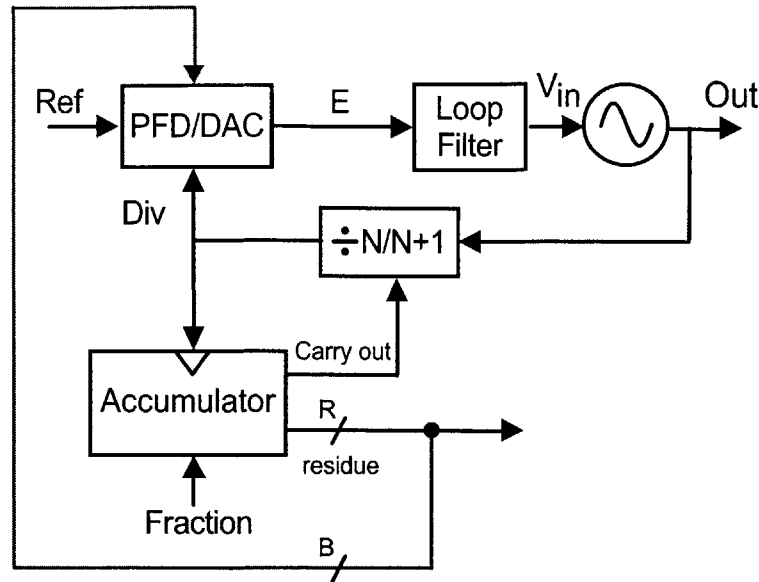 Ref
PFD/DAC
E
Loop
Filter
Vin
Out
Div
÷N/N+1
Carry out
Accumulator
R
residue
Fraction
B